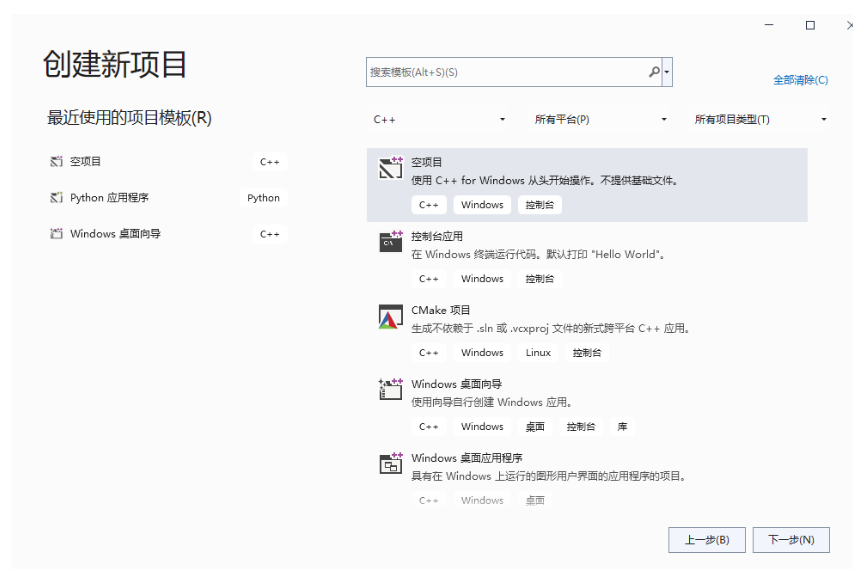 创建新项目
搜索模板(Alt+S)(S)
全部清除(C)
最近使用的项目模板(R)
C++ 所有平台(P) 所有项目类型(T)
空项目 C++
Python 应用程序 Python
Windows 桌面向导 C++
空项目
使用 C++ for Windows 从头开始操作。不提供基础文件。
C++ Windows 控制台
控制台应用
在 Windows 终端运行代码。默认打印 "Hello World"。
C++ Windows 控制台
CMake 项目
生成不依赖于 .sln 或 .vcxproj 文件的新式跨平台 C++ 应用。
C++ Windows Linux 控制台
Windows 桌面向导
使用向导自行创建 Windows 应用。
C++ Windows 桌面 控制台 库
Windows 桌面应用程序
具有在 Windows 上运行的图形用户界面的应用程序的项目。
C++ Windows 桌面
上一步(B) 下一步(N)